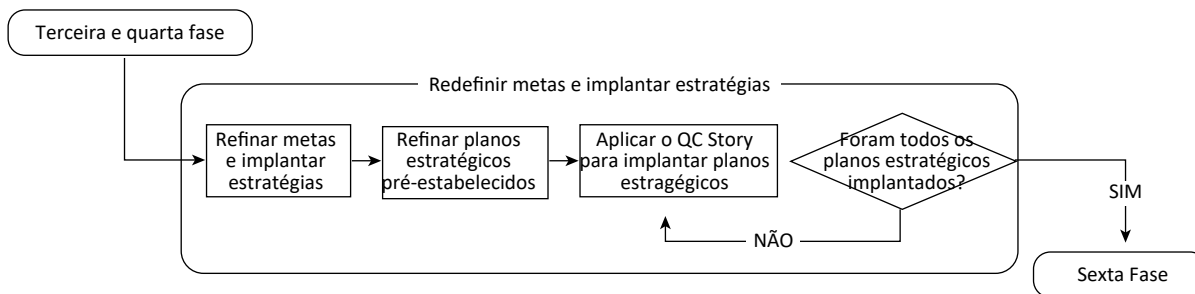 Terceira e quarta fase
Redefinir metas e implantar estratégias
Refinar metas
e implantar
estratégias
Refinar planos
estratégicos
pré-estabelecidos
Aplicar o QC Story
para implantar planos
estragégicos
Foram todos os
planos estratégicos
implantados?
SIM
NÃO
Sexta Fase